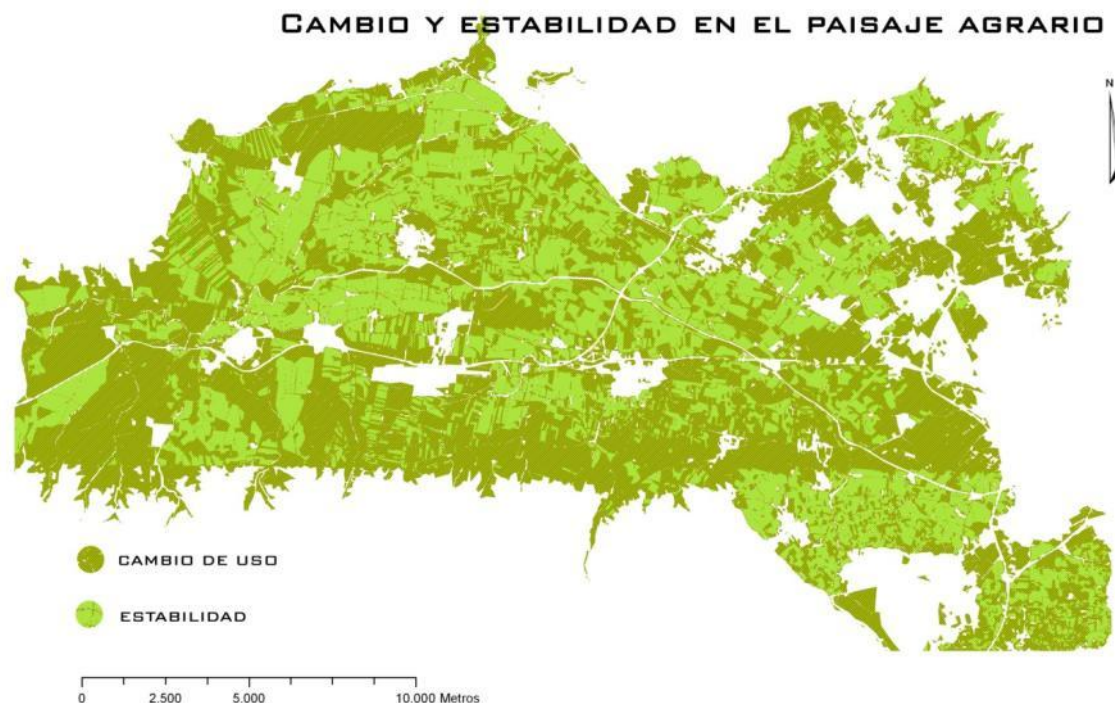 CAMBIO Y ESTABILIDAD EN EL PAISAJE AGRARIO
N
CAMBIO DE USO
ESTABILIDAD
0 2.500 5.000 10.000 Metros